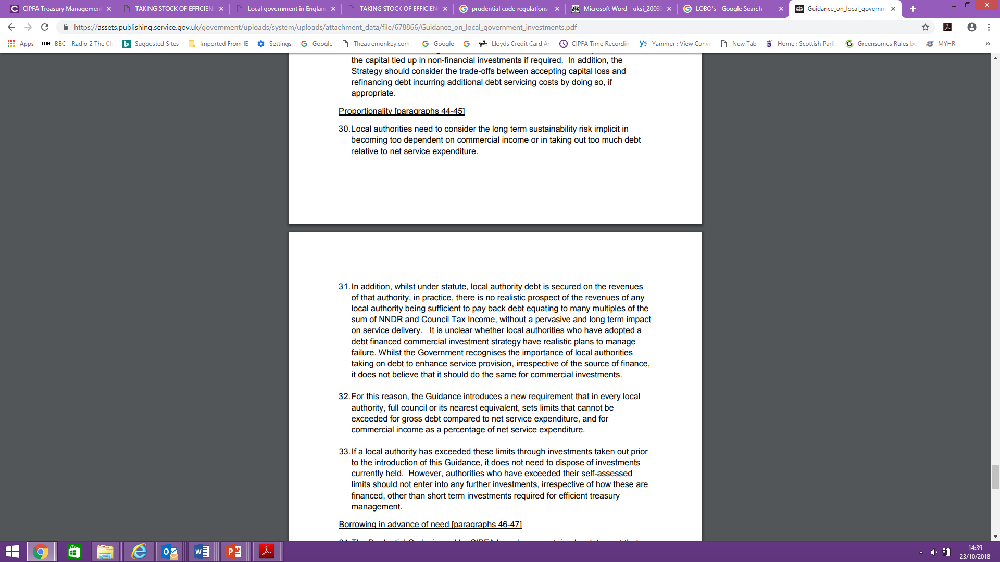 CIPFA Treasury Management
TAKING STOCK OF EFFICIEN
Local government in Englan
TAKING STOCK OF EFFICIEN
prudential code regulations
Microsoft Word - uksi_2003
LOBO's - Google Search
Guidance_on_local_governm
https://assets.publishing.service.gov.uk/government/uploads/system/uploads/attachment_data/file/678866/Guidance_on_local_government_investments.pdf
Apps
BBC - Radio 2 The Ch
Suggested Sites
Imported From IE
Settings
Google
Theatremonkey.com
Google
Lloyds Credit Card Ac
CIPFA Time Recordin
Yammer : View Conv
New Tab
Home : Scottish Parli
Greensomes Rules bo
MYHR
the capital tied up in non-financial investments if required. In addition, the
Strategy should consider the trade-offs between accepting capital loss and
refinancing debt incurring additional debt servicing costs by doing so, if
appropriate.
Proportionality [paragraphs 44-45]
30. Local authorities need to consider the long term sustainability risk implicit in
becoming too dependent on commercial income or in taking out too much debt
relative to net service expenditure.
31. In addition, whilst under statute, local authority debt is secured on the revenues
of that authority, in practice, there is no realistic prospect of the revenues of any
local authority being sufficient to pay back debt equating to many multiples of the
sum of NNDR and Council Tax Income, without a pervasive and long term impact
on service delivery. It is unclear whether local authorities who have adopted a
debt financed commercial investment strategy have realistic plans to manage
failure. Whilst the Government recognises the importance of local authorities
taking on debt to enhance service provision, irrespective of the source of finance,
it does not believe that it should do the same for commercial investments.
32. For this reason, the Guidance introduces a new requirement that in every local
authority, full council or its nearest equivalent, sets limits that cannot be
exceeded for gross debt compared to net service expenditure, and for
commercial income as a percentage of net service expenditure.
33. If a local authority has exceeded these limits through investments taken out prior
to the introduction of this Guidance, it does not need to dispose of investments
currently held. However, authorities who have exceeded their self-assessed
limits should not enter into any further investments, irrespective of how these are
financed, other than short term investments required for efficient treasury
management.
Borrowing in advance of need [paragraphs 46-47]
34. The Prudential Code, issued by CIPFA has always contained a statement that
14:39
23/10/2018